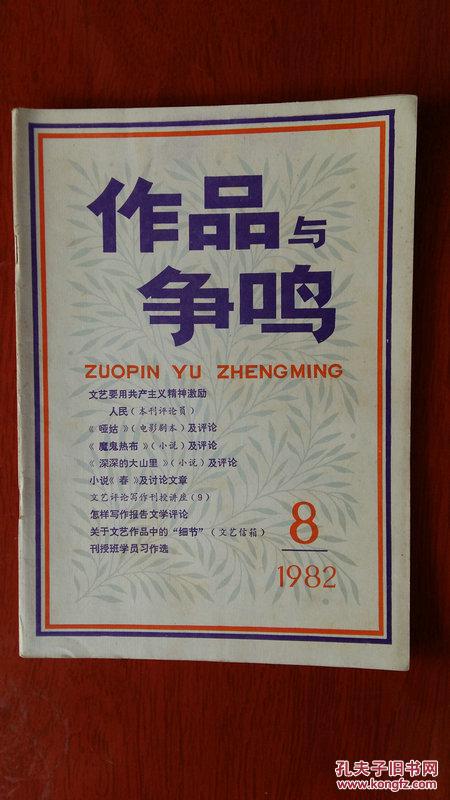 作品与
争鸣
ZUOPIN YU ZHENGMING
文艺要用共产主义精神激励
人民（本刊评论员）
《哑姑》（电影剧本）及评论
《魔鬼热布》（小说）及评论
《深深的大山里》（小说）及评论
小说《春》及讨论文章
文艺评论写作刊授讲座（9）
怎样写作报告文学评论
关于文艺作品中的“细节”（文艺信箱）
刊授班学员习作选
8
1982
孔夫子旧书网
www.kongfz.com